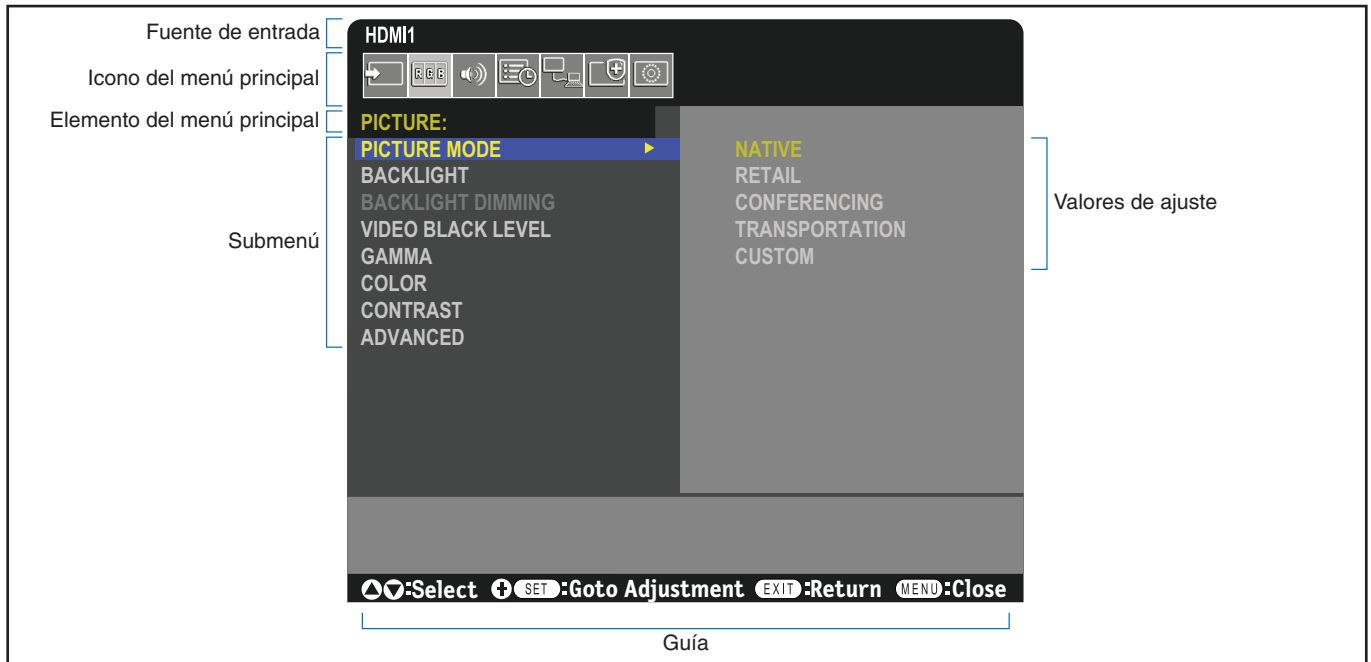 Fuente de entrada
HDMI1
Icono del menú principal
RGB
Elemento del menú principal
PICTURE:
Submenú
PICTURE MODE
BACKLIGHT
BACKLIGHT DIMMING
VIDEO BLACK LEVEL
GAMMA
COLOR
CONTRAST
ADVANCED
NATIVE
RETAIL
CONFERENCING
TRANSPORTATION
CUSTOM
Valores de ajuste
:Select SET:Goto Adjustment EXIT:Return MENU:Close
Guía